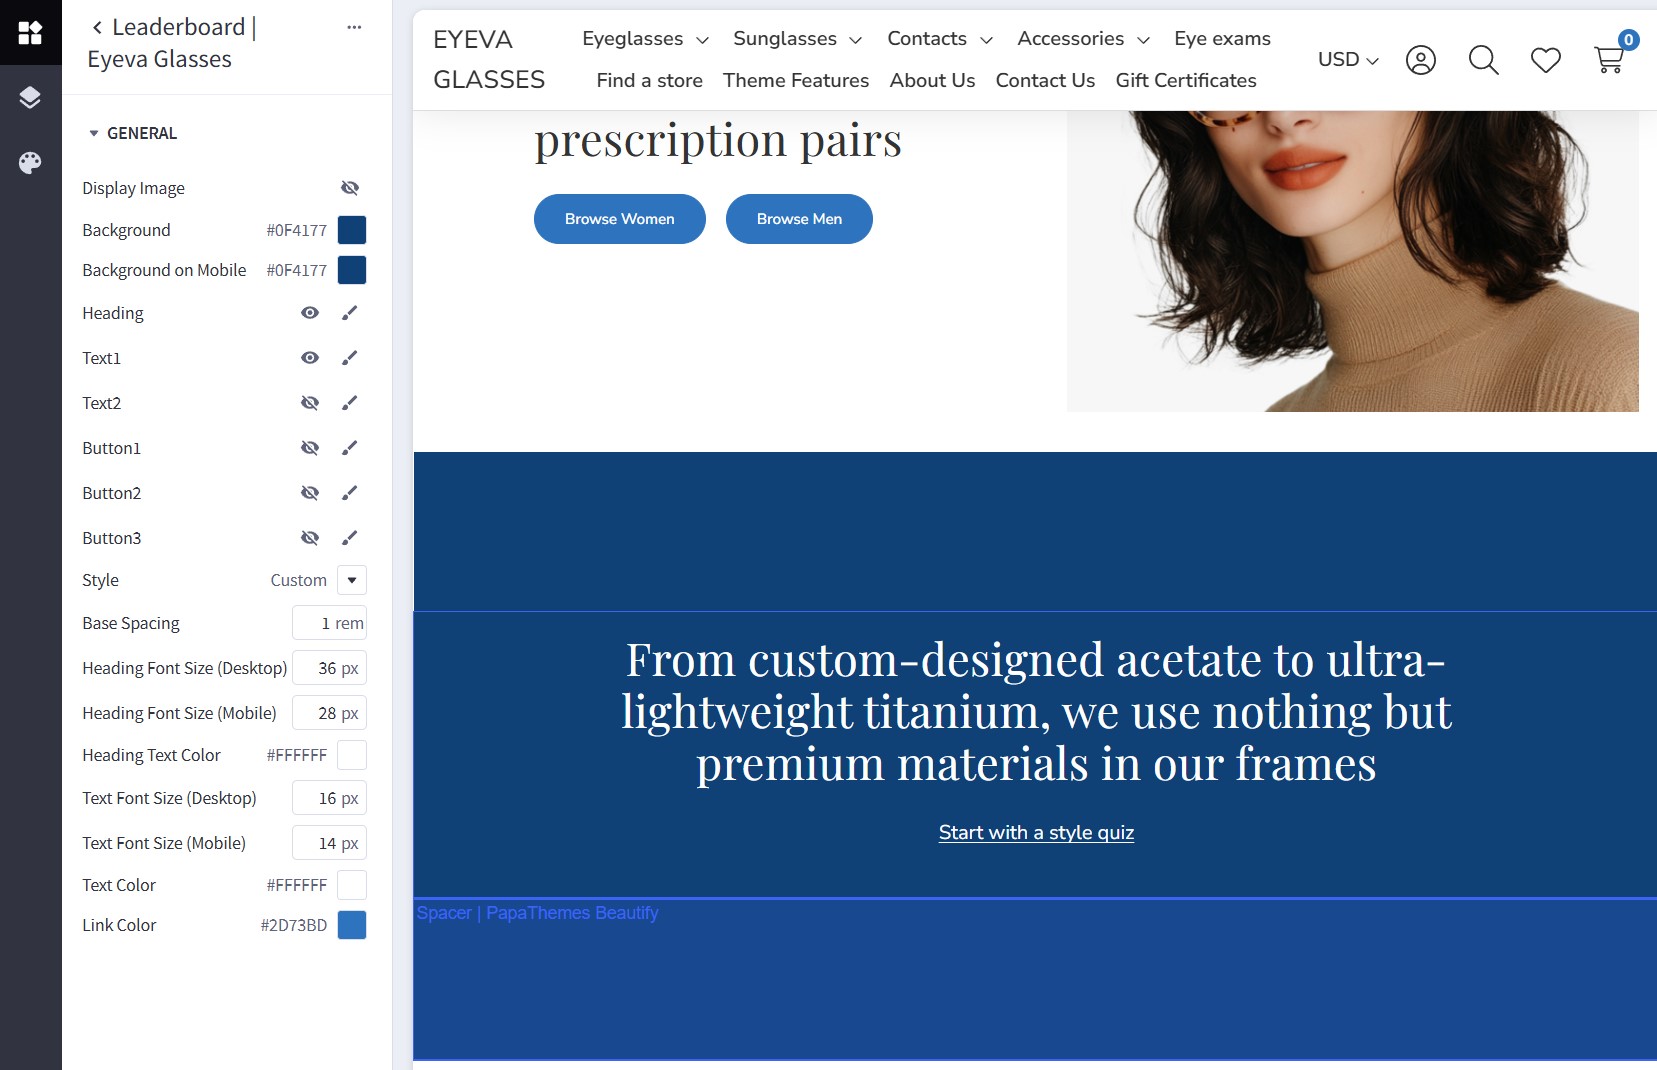 Leaderboard |
Eyeva Glasses
GENERAL
Display Image
Background #0F4177
Background on Mobile #0F4177
Heading
Text1
Text2
Button1
Button2
Button3
Style Custom
Base Spacing 1 rem
Heading Font Size (Desktop) 36 px
Heading Font Size (Mobile) 28 px
Heading Text Color #FFFFFF
Text Font Size (Desktop) 16 px
Text Font Size (Mobile) 14 px
Text Color #FFFFFF
Link Color #2D73BD
EYEVA
GLASSES
Eyeglasses Sunglasses Contacts Accessories Eye exams
Find a store Theme Features About Us Contact Us Gift Certificates
USD
0
prescription pairs
Browse Women Browse Men
From custom-designed acetate to ultra-
lightweight titanium, we use nothing but
premium materials in our frames
Start with a style quiz
Spacer | PapaThemes Beautify